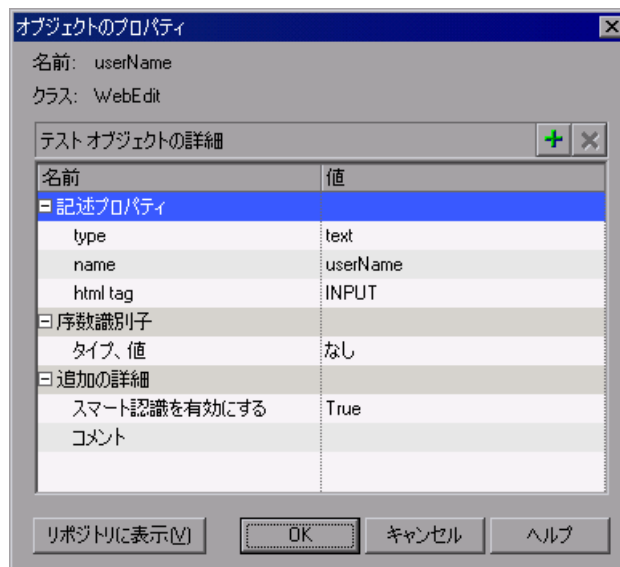 オブジェクトのプロパティ
名前: userName
クラス: WebEdit
テスト オブジェクトの詳細
名前 値
記述プロパティ
type text
name userName
html tag INPUT
序数識別子
タイプ、値 なし
追加の詳細
スマート認識を有効にする True
コメント
リポジトリに表示(V) OK キャンセル ヘルプ